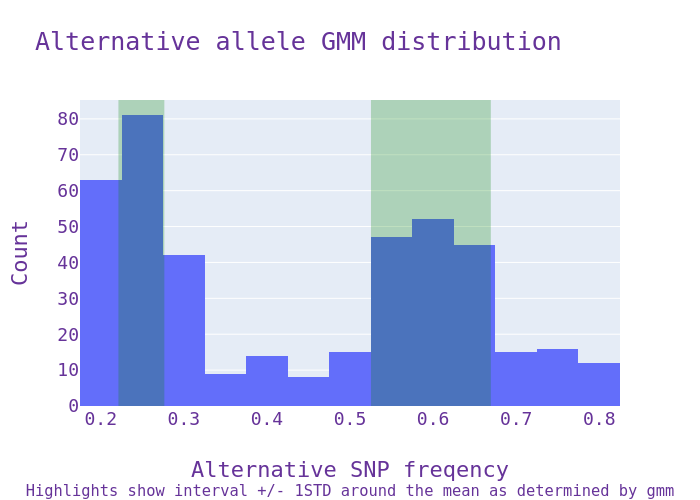 Alternative allele GMM distribution
80
70
60
50
40
30
20
10
0
Count
0.2 0.3 0.4 0.5 0.6 0.7 0.8
Alternative SNP freqency
Highlights show interval +/- 1STD around the mean as determined by gmm